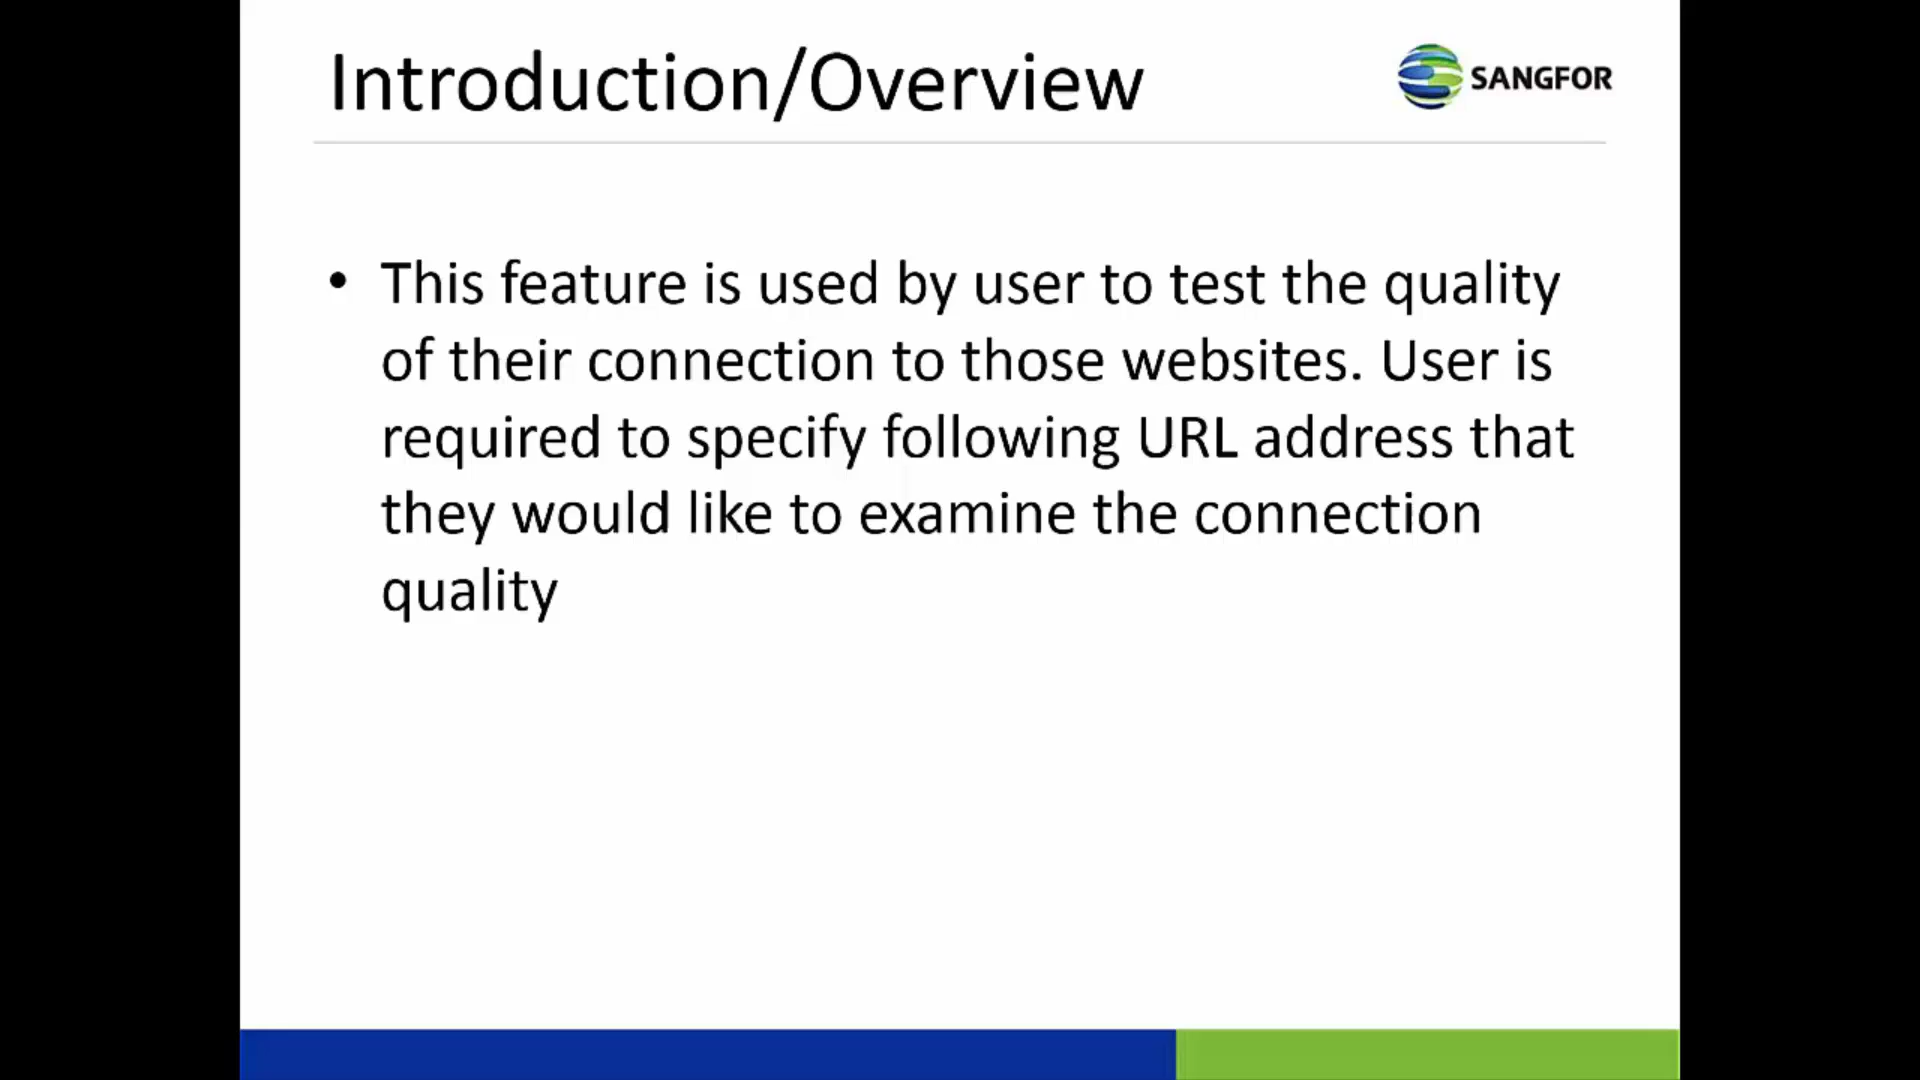 Introduction/Overview
SANGFOR
• This feature is used by user to test the quality
of their connection to those websites. User is
required to specify following URL address that
they would like to examine the connection
quality